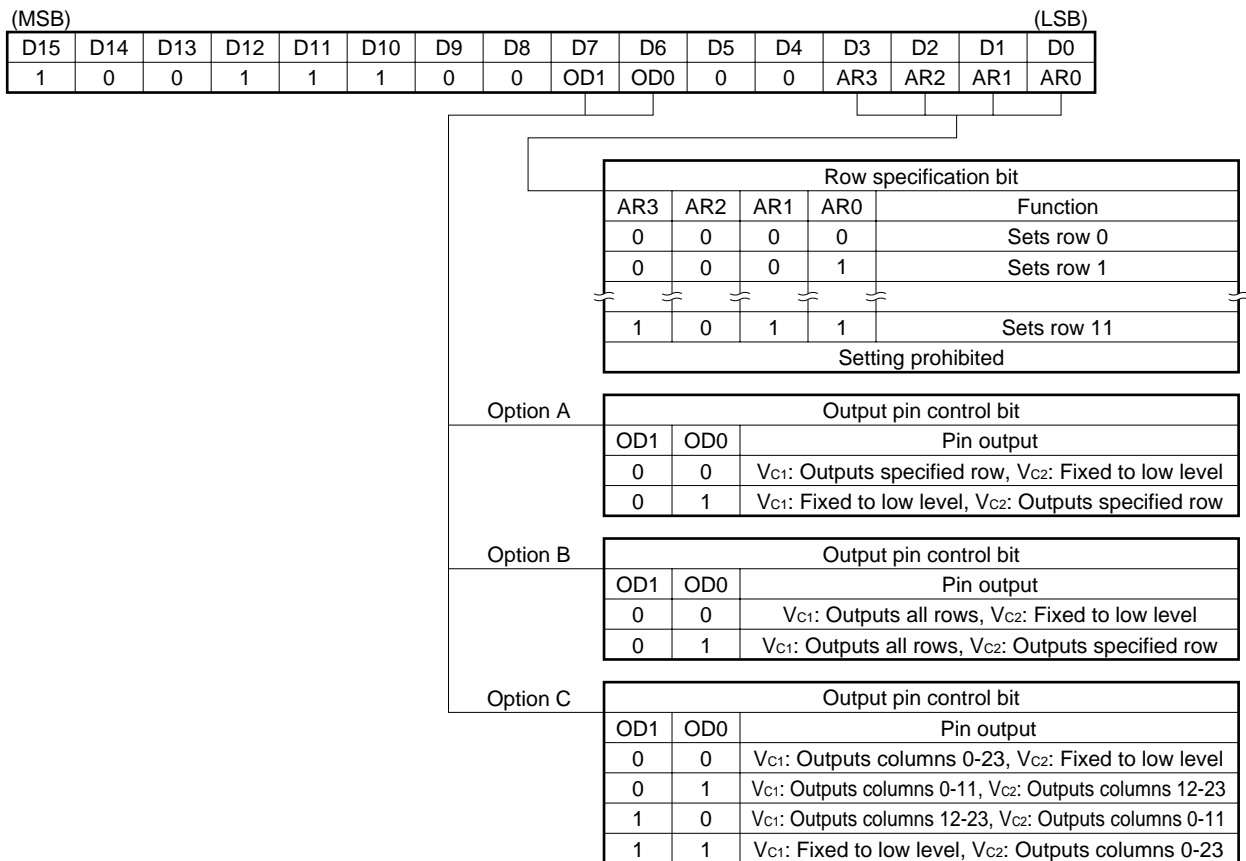 (MSB) (LSB)
D15 D14 D13 D12 D11 D10 D9 D8 D7 D6 D5 D4 D3 D2 D1 D0
1 0 0 1 1 1 0 0 OD1 OD0 0 0 AR3 AR2 AR1 AR0
Row specification bit
AR3 AR2 AR1 AR0 Function
0 0 0 0 Sets row 0
0 0 0 1 Sets row 1
1 0 1 1 Sets row 11
Setting prohibited
Option A Output pin control bit
OD1 OD0 Pin output
0 0 VC1: Outputs specified row, VC2: Fixed to low level
0 1 VC1: Fixed to low level, VC2: Outputs specified row
Option B Output pin control bit
OD1 OD0 Pin output
0 0 VC1: Outputs all rows, VC2: Fixed to low level
0 1 VC1: Outputs all rows, VC2: Outputs specified row
Option C Output pin control bit
OD1 OD0 Pin output
0 0 VC1: Outputs columns 0-23, VC2: Fixed to low level
0 1 VC1: Outputs columns 0-11, VC2: Outputs columns 12-23
1 0 VC1: Outputs columns 12-23, VC2: Outputs columns 0-11
1 1 VC1: Fixed to low level, VC2: Outputs columns 0-23